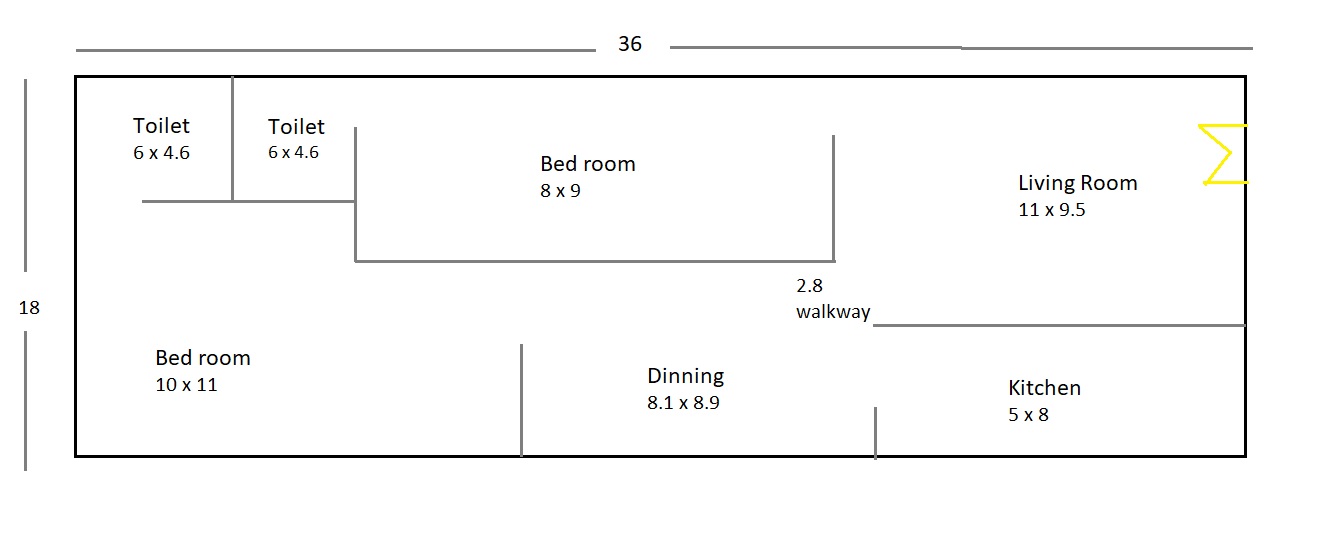 36
Toilet
6 x 4.6
Toilet
6 x 4.6
Bed room
8 x 9
Living Room
11 x 9.5
18
2.8
walkway
Bed room
10 x 11
Dinning
8.1 x 8.9
Kitchen
5 x 8